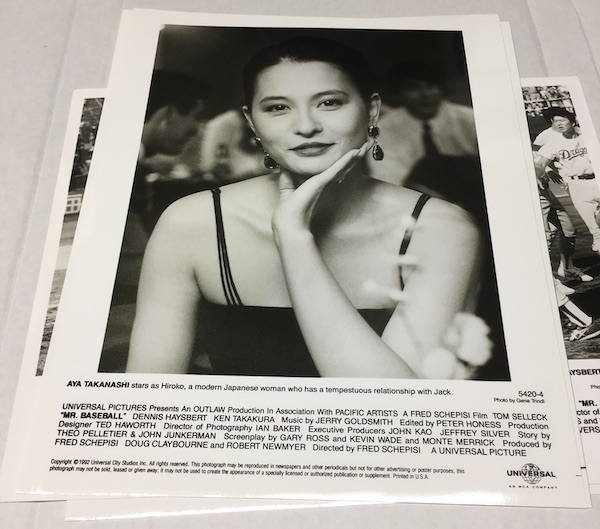 AYA TAKANASHI stars as Hiroko, a modern Japanese woman who has a tempestuous relationship with Jack.
5420-4
Photo by Gene Trindl
UNIVERSAL PICTURES Presents An OUTLAW Production In Association With PACIFIC ARTISTS A FRED SCHEPISI Film TOM SELLECK
"MR. BASEBALL" DENNIS HAYSBERT KEN TAKAKURA Music by JERRY GOLDSMITH Edited by PETER HONESS Production
Designer TED HAWORTH Director of Photography IAN BAKER Executive Producers JOHN KAO JEFFREY SILVER Story by
THEO PELLETIER & JOHN JUNKERMAN Screenplay by GARY ROSS and KEVIN WADE and MONTE MERRICK Produced by
FRED SCHEPISI DOUG CLAYBOURNE and ROBERT NEWMYER Directed by FRED SCHEPISI A UNIVERSAL PICTURE
Copyright ©1992 Universal City Studios Inc. All rights reserved. This photograph may be reproduced in newspapers and other periodicals but not for other advertising or poster purposes; this
photograph may not be sold, leased or given away; it may not be used to create the appearance of a specially licensed or authorized publication or supplement. Printed in U.S.A.
UNIVERSAL
AN MCA COMPANY
Dodgers
"MR.